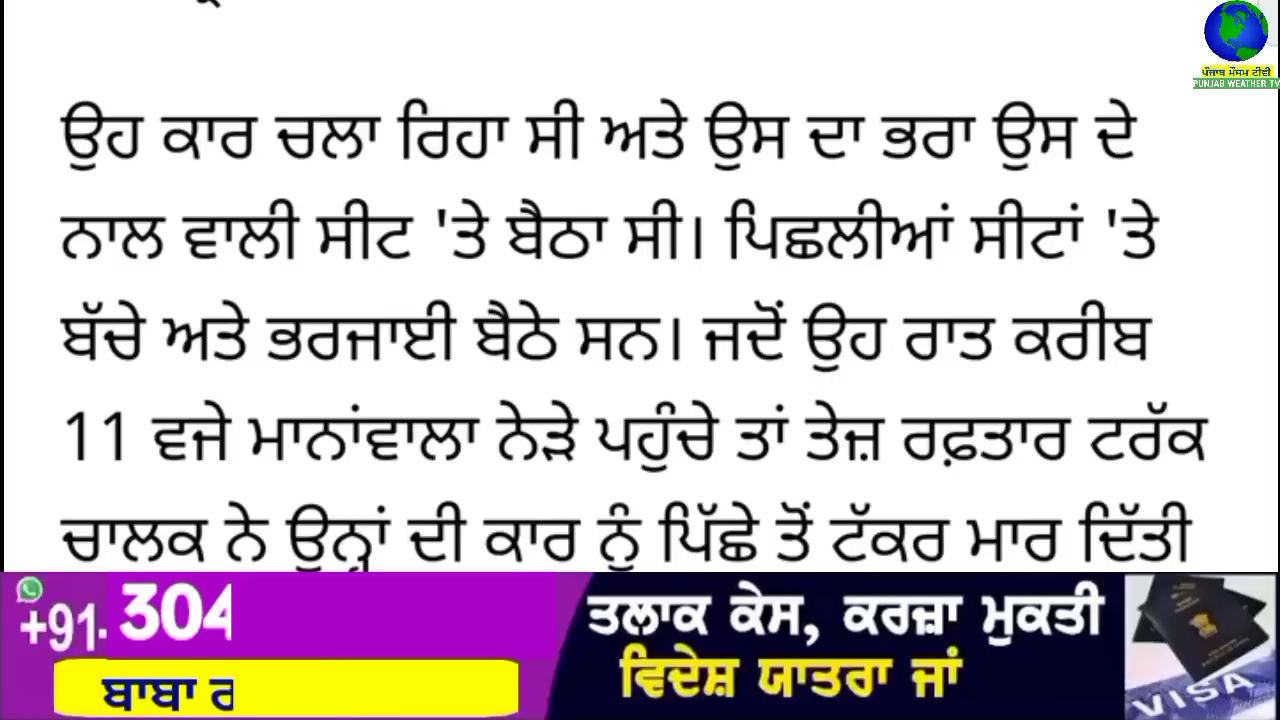 ਪੰਜਾਬ ਮੌਸਮ ਟੀਵੀ
PUNJAB WEATHER TV
ਉਹ ਕਾਰ ਚਲਾ ਰਿਹਾ ਸੀ ਅਤੇ ਉਸ ਦਾ ਭਰਾ ਉਸ ਦੇ
ਨਾਲ ਵਾਲੀ ਸੀਟ 'ਤੇ ਬੈਠਾ ਸੀ। ਪਿਛਲੀਆਂ ਸੀਟਾਂ 'ਤੇ
ਬੱਚੇ ਅਤੇ ਭਰਜਾਈ ਬੈਠੇ ਸਨ। ਜਦੋਂ ਉਹ ਰਾਤ ਕਰੀਬ
11 ਵਜੇ ਮਾਨਾਂਵਾਲਾ ਨੇੜੇ ਪਹੁੰਚੇ ਤਾਂ ਤੇਜ਼ ਰਫ਼ਤਾਰ ਟਰੱਕ
ਚਾਲਕ ਨੇ ਉਨ੍ਹਾਂ ਦੀ ਕਾਰ ਨੂੰ ਪਿੱਛੇ ਤੋਂ ਟੱਕਰ ਮਾਰ ਦਿੱਤੀ
+91- 304
ਬਾਬਾ ਰ
ਤਲਾਕ ਕੇਸ, ਕਰਜ਼ਾ ਮੁਕਤੀ
ਵਿਦੇਸ਼ ਯਾਤਰਾ ਜਾਂ
VISA